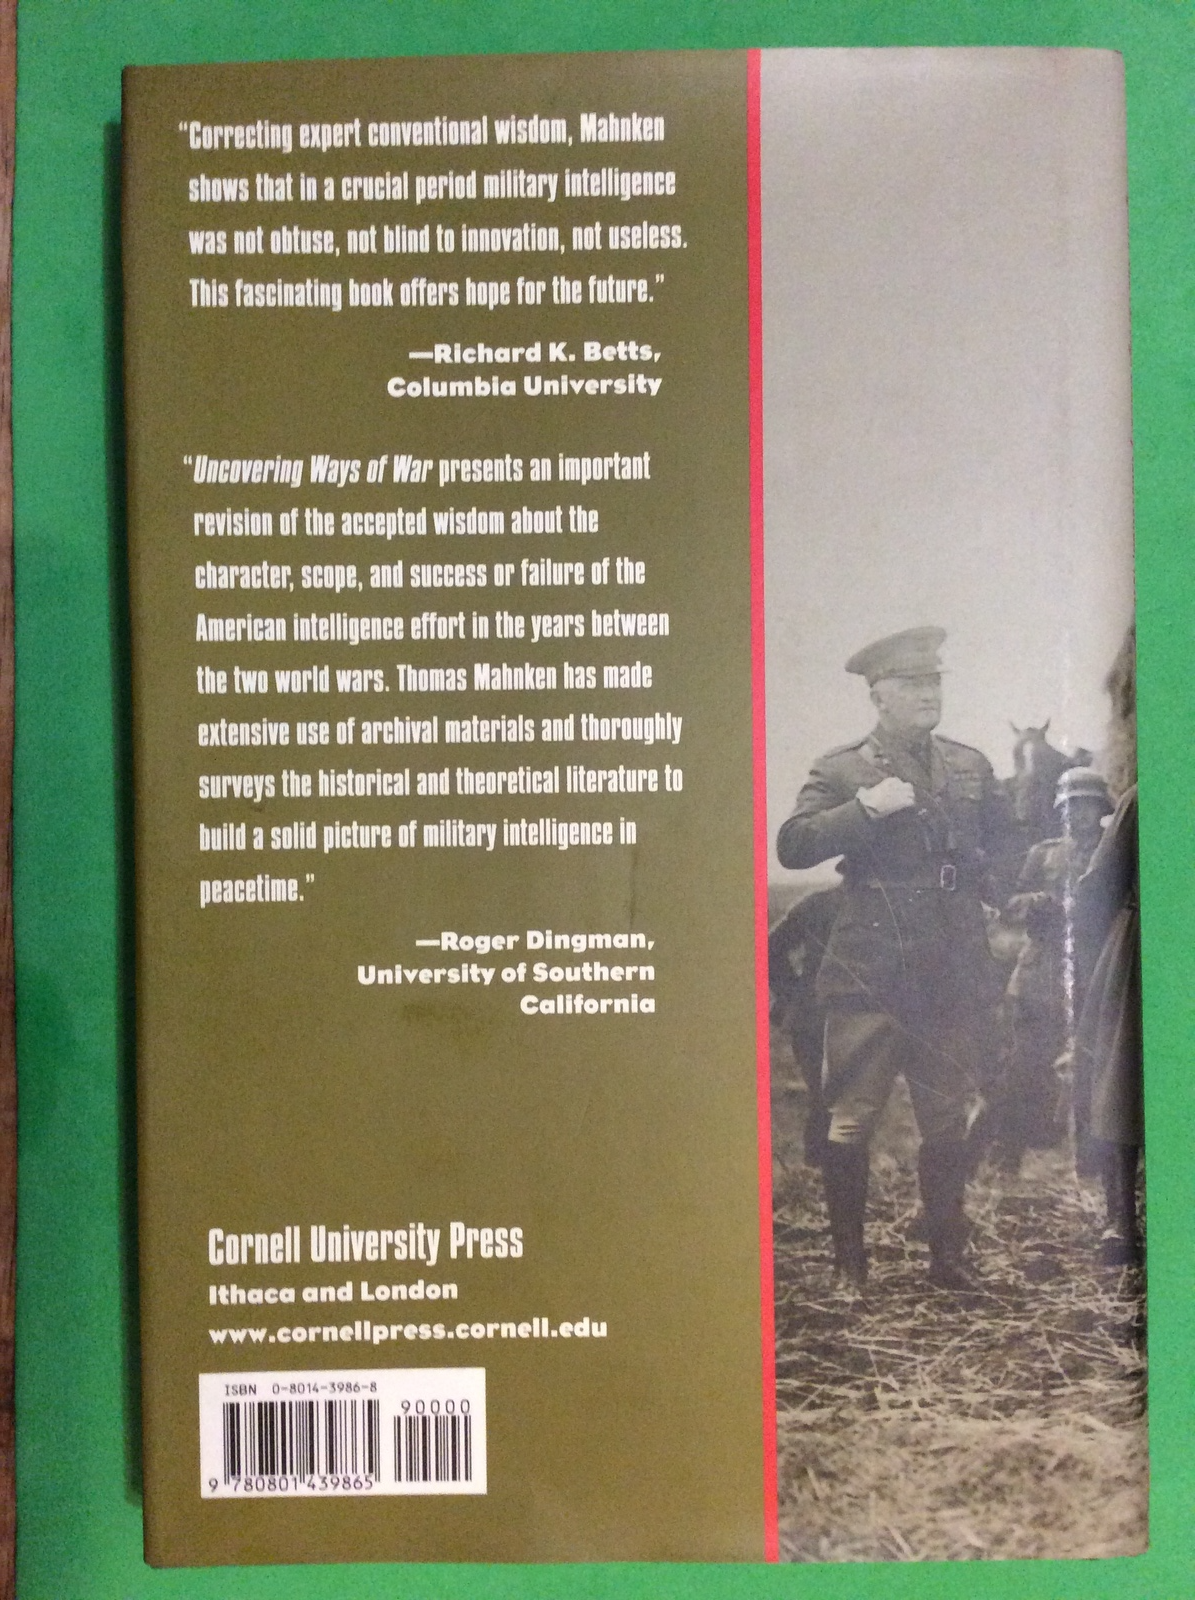 “Correcting expert conventional wisdom, Mahnken
shows that in a crucial period military intelligence
was not obtuse, not blind to innovation, not useless.
This fascinating book offers hope for the future.”
—Richard K. Betts,
Columbia University
“Uncovering Ways of War presents an important
revision of the accepted wisdom about the
character, scope, and success or failure of the
American intelligence effort in the years between
the two world wars. Thomas Mahnken has made
extensive use of archival materials and thoroughly
surveys the historical and theoretical literature to
build a solid picture of military intelligence in
peacetime.”
—Roger Dingman,
University of Southern
California
Cornell University Press
Ithaca and London
www.cornellpress.cornell.edu
ISBN 0-8014-3986-8
90000
9 780801 439865